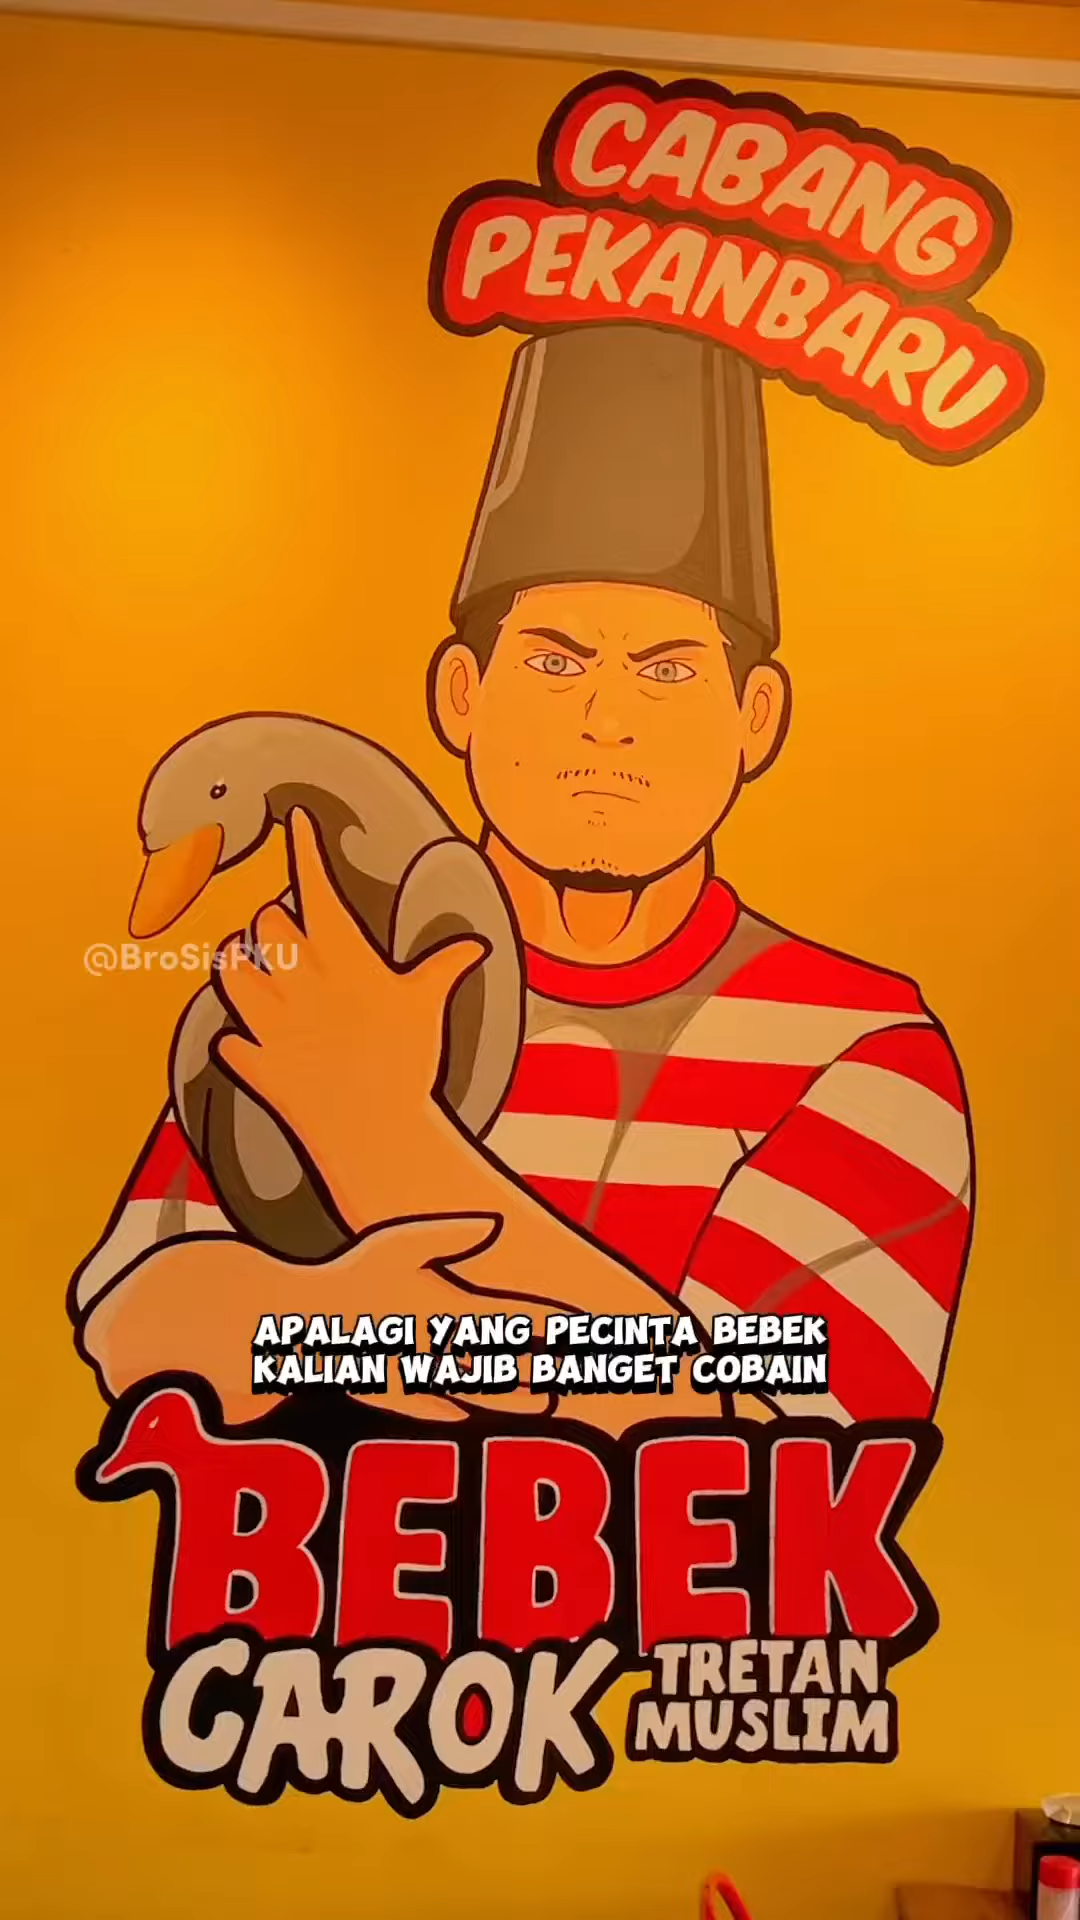 CABANG
PEKANBARU
@BroSisPKU
APALAGI YANG PECINTA BEBEK
KALIAN WAJIB BANGET COBAIN
BEBEK
CAROK
TRETAN
MUSLIM